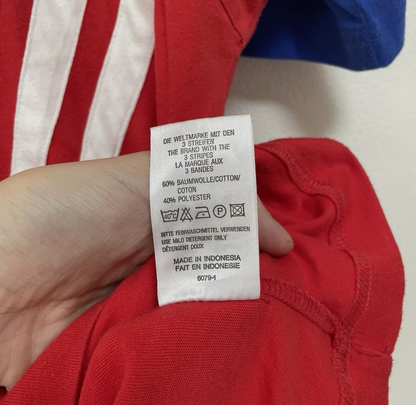 DIE WELTMARKE MIT DEN
3 STREIFEN
THE BRAND WITH THE
3 STRIPES
LA MARQUE AUX
3 BANDES
60% BAUMWOLLE/COTTON/
COTON
40% POLYESTER
40°C
P
BITTE FEINWASCHMITTEL VERWENDEN
USE MILD DETERGENT ONLY
DÉTERGENT DOUX
MADE IN INDONESIA
FAIT EN INDONESIE
6079-1